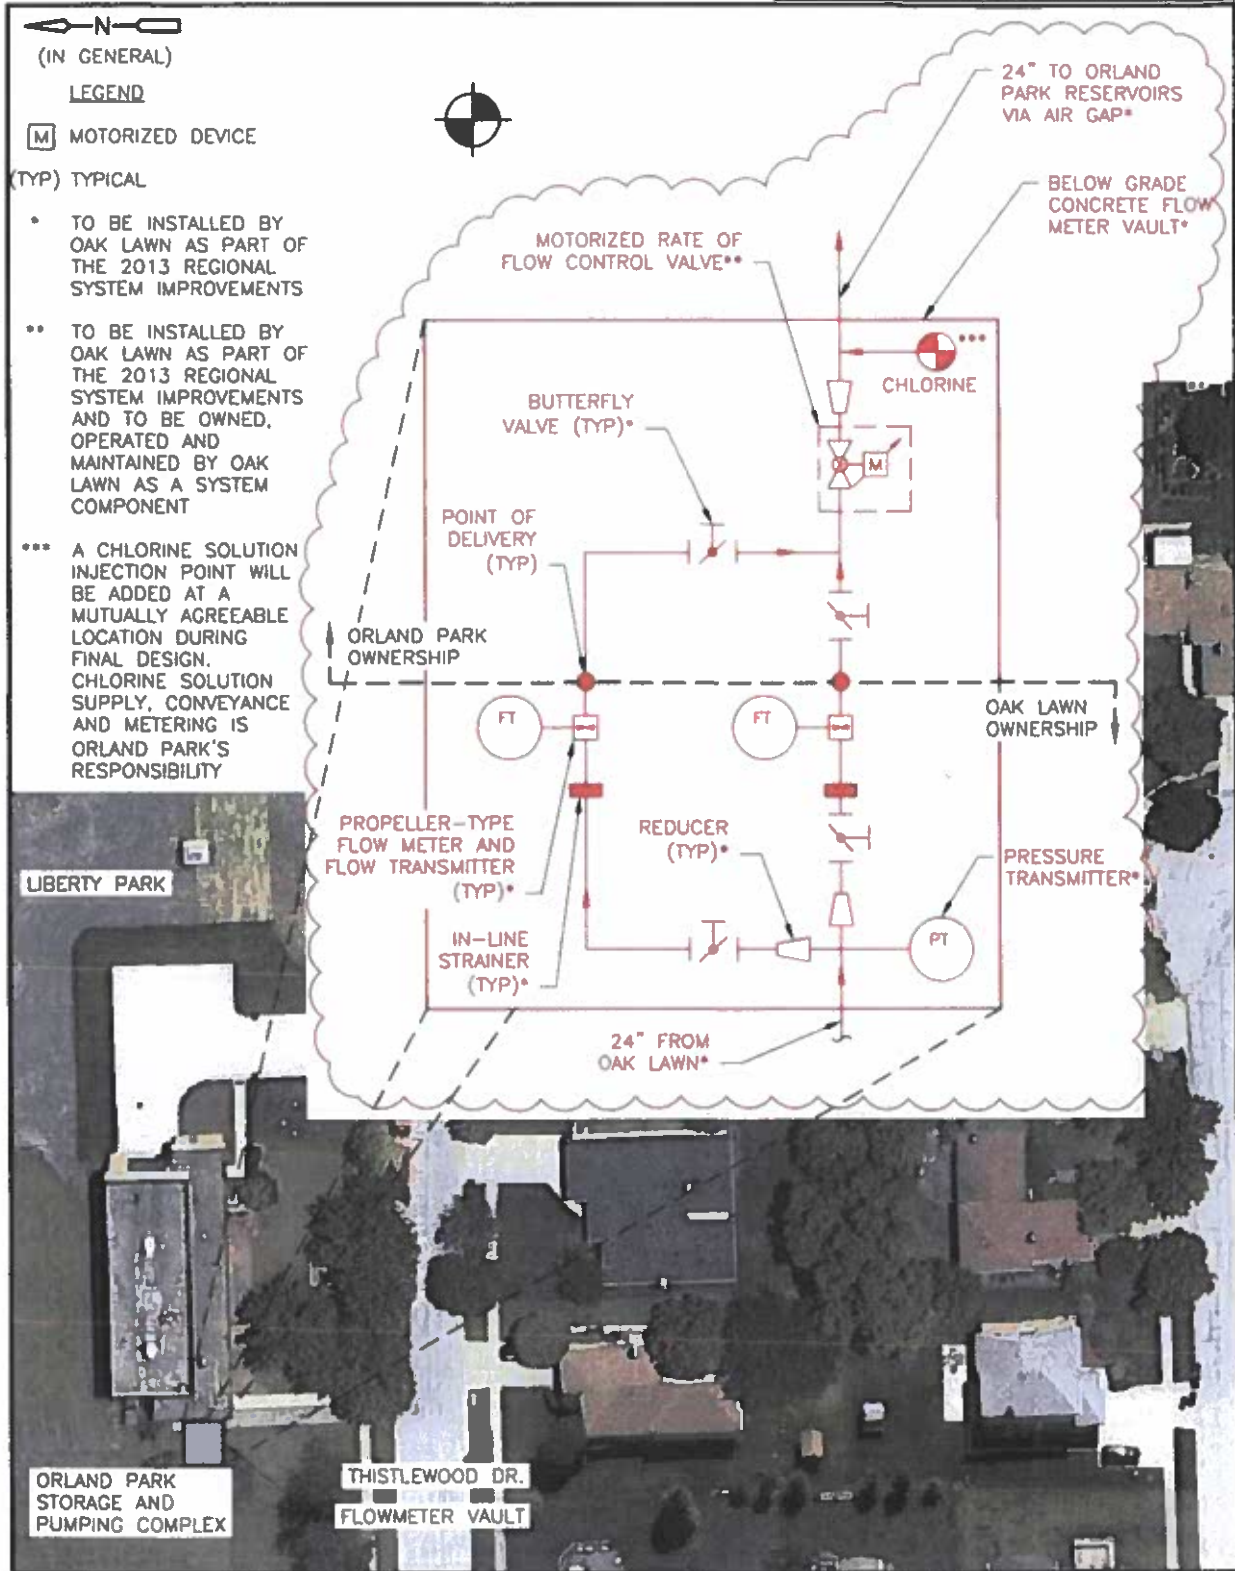 N
(IN GENERAL)
LEGEND
M MOTORIZED DEVICE
(TYP) TYPICAL
* TO BE INSTALLED BY
OAK LAWN AS PART OF
THE 2013 REGIONAL
SYSTEM IMPROVEMENTS
** TO BE INSTALLED BY
OAK LAWN AS PART OF
THE 2013 REGIONAL
SYSTEM IMPROVEMENTS
AND TO BE OWNED,
OPERATED AND
MAINTAINED BY OAK
LAWN AS A SYSTEM
COMPONENT
*** A CHLORINE SOLUTION
INJECTION POINT WILL
BE ADDED AT A
MUTUALLY AGREEABLE
LOCATION DURING
FINAL DESIGN.
CHLORINE SOLUTION
SUPPLY, CONVEYANCE
AND METERING IS
ORLAND PARK'S
RESPONSIBILITY
24" TO ORLAND
PARK RESERVOIRS
VIA AIR GAP*
BELOW GRADE
CONCRETE FLOW
METER VAULT*
MOTORIZED RATE OF
FLOW CONTROL VALVE**
***
CHLORINE
BUTTERFLY
VALVE (TYP)*
M
POINT OF
DELIVERY
(TYP)
ORLAND PARK
OWNERSHIP
OAK LAWN
OWNERSHIP
FT
FT
PROPELLER-TYPE
FLOW METER AND
FLOW TRANSMITTER
(TYP)*
REDUCER
(TYP)*
PRESSURE
TRANSMITTER*
PT
IN-LINE
STRAINER
(TYP)*
24" FROM
OAK LAWN*
LIBERTY PARK
ORLAND PARK
STORAGE AND
PUMPING COMPLEX
THISTLEWOOD DR.
FLOWMETER VAULT